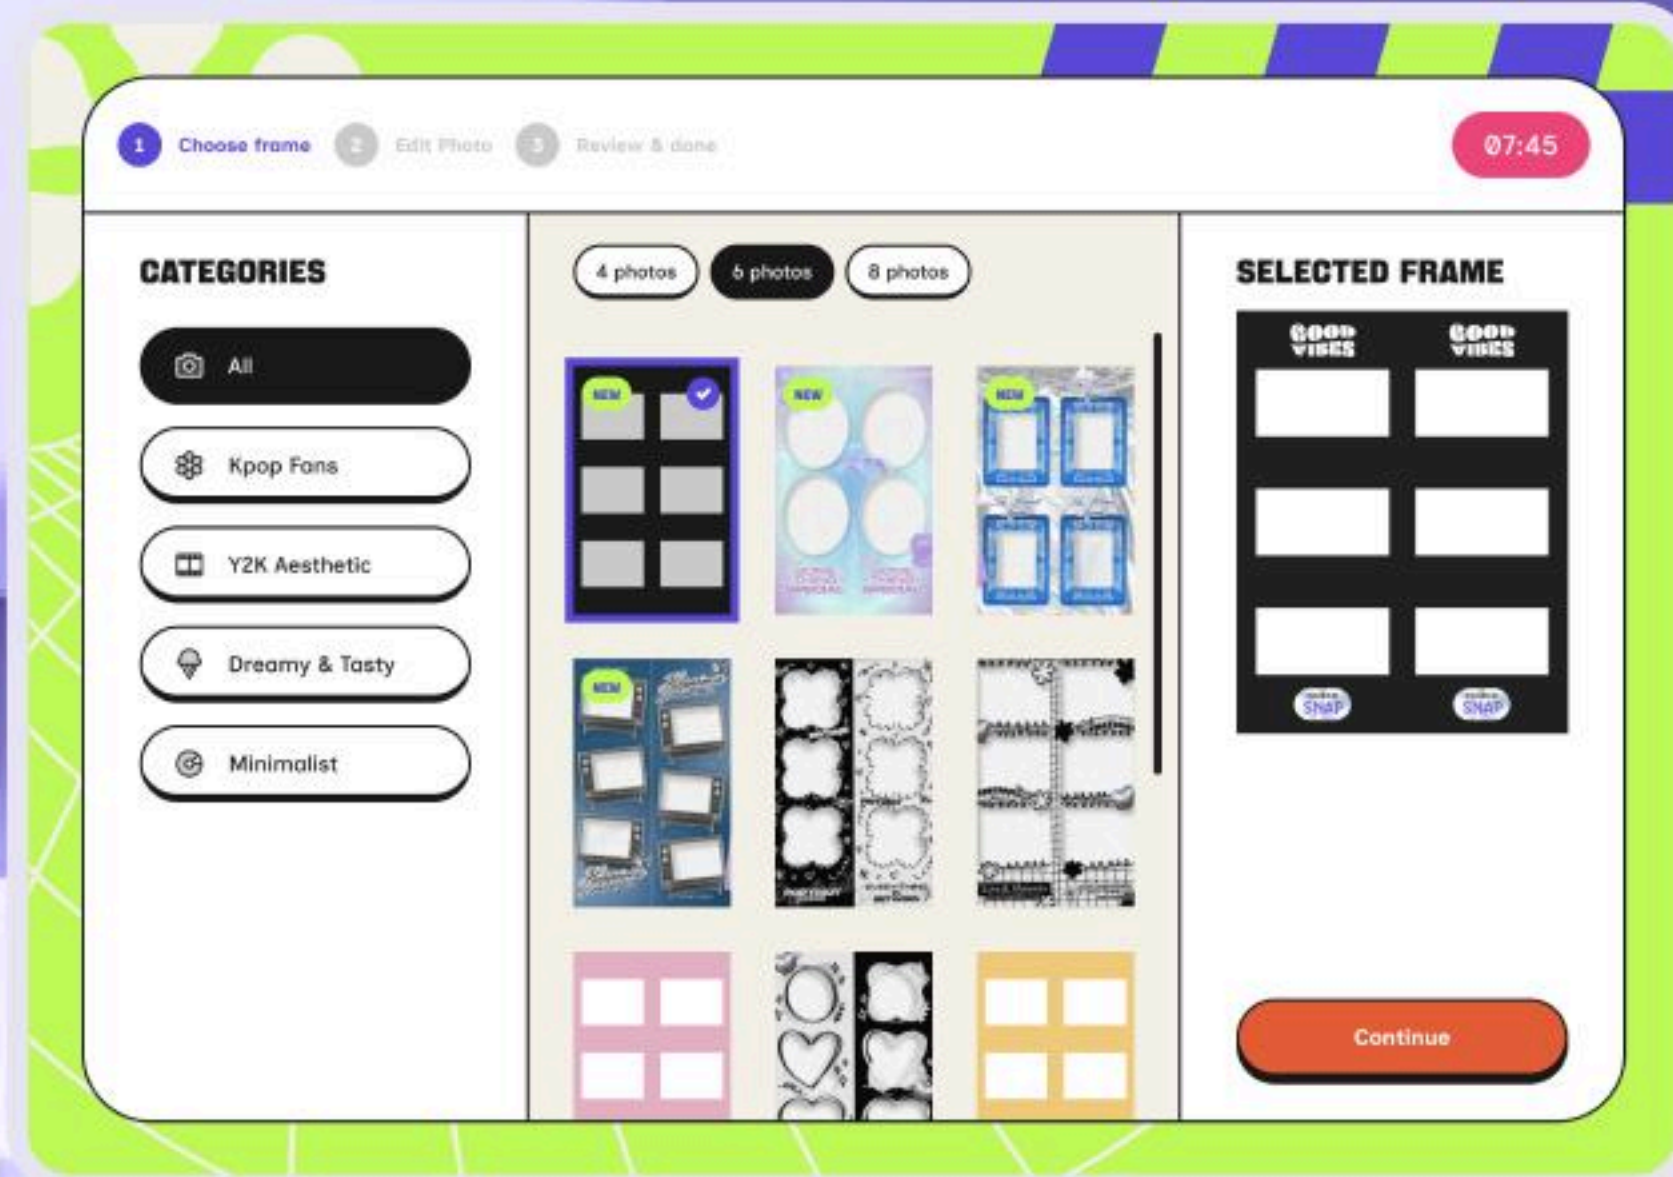 1 Choose frame 2 Edit Photo 3 Review & done
07:45
CATEGORIES
All
Kpop Fans
Y2K Aesthetic
Dreamy & Tasty
Minimalist
4 photos 6 photos 8 photos
NEW
NEW
NEW
NEW
SELECTED FRAME
GOOD VIBES
GOOD VIBES
SNAP
SNAP
Continue